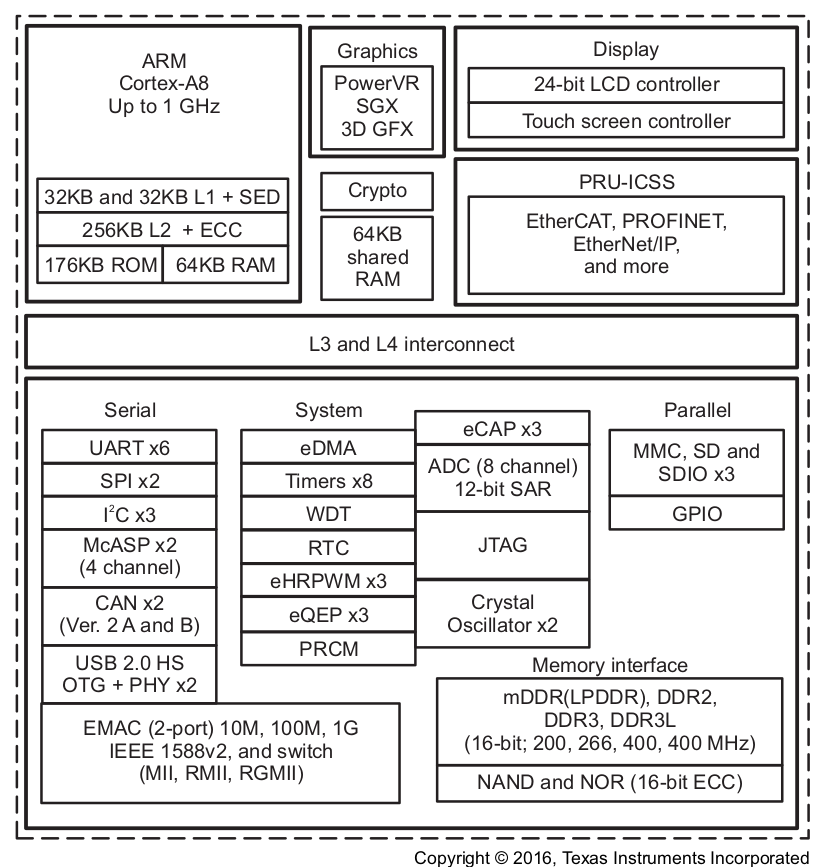 ARM
Cortex-A8
Up to 1 GHz
32KB and 32KB L1 + SED
256KB L2 + ECC
176KB ROM
64KB RAM
Graphics
PowerVR
SGX
3D GFX
Crypto
64KB
shared
RAM
Display
24-bit LCD controller
Touch screen controller
PRU-ICSS
EtherCAT, PROFINET,
EtherNet/IP,
and more
L3 and L4 interconnect
Serial
UART x6
SPI x2
I²C x3
McASP x2
(4 channel)
CAN x2
(Ver. 2 A and B)
USB 2.0 HS
OTG + PHY x2
EMAC (2-port) 10M, 100M, 1G
IEEE 1588v2, and switch
(MII, RMII, RGMII)
System
eDMA
Timers x8
WDT
RTC
eHRPWM x3
eQEP x3
PRCM
eCAP x3
ADC (8 channel)
12-bit SAR
JTAG
Crystal
Oscillator x2
Parallel
MMC, SD and
SDIO x3
GPIO
Memory interface
mDDR(LPDDR), DDR2,
DDR3, DDR3L
(16-bit; 200, 266, 400, 400 MHz)
NAND and NOR (16-bit ECC)
Copyright © 2016, Texas Instruments Incorporated